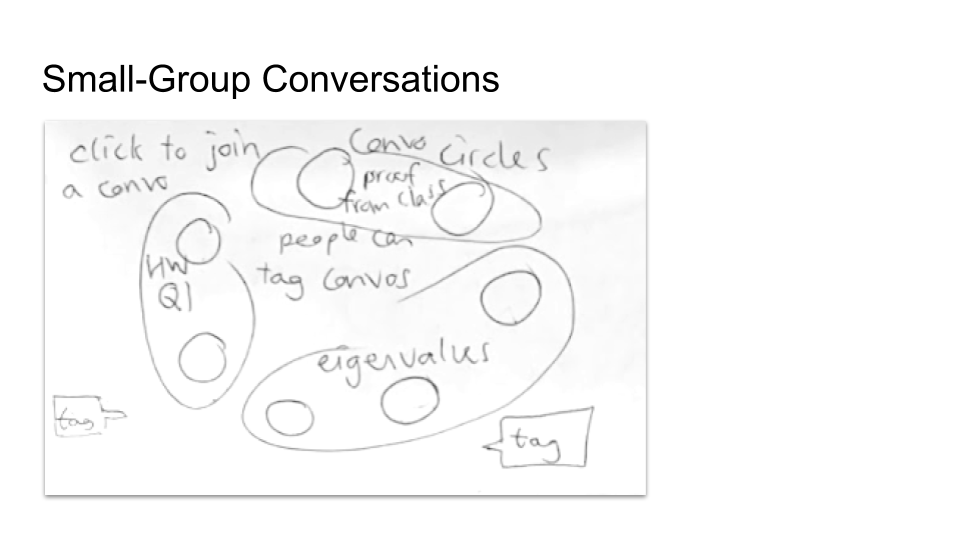 Small-Group Conversations
click to join
a convo
Convo Circles
proof
from class
people can
tag convos
HW
Q1
eigenvalues
tag
tag